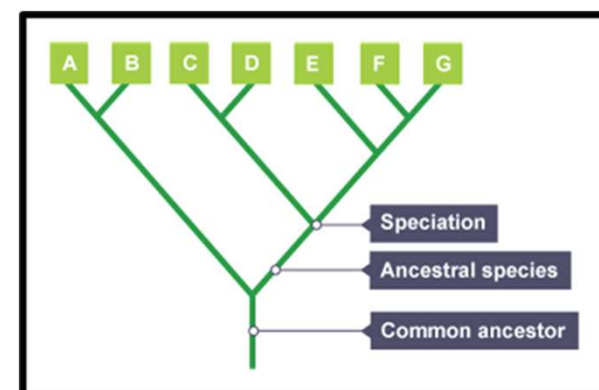 A B C D E F G
Speciation
Ancestral species
Common ancestor